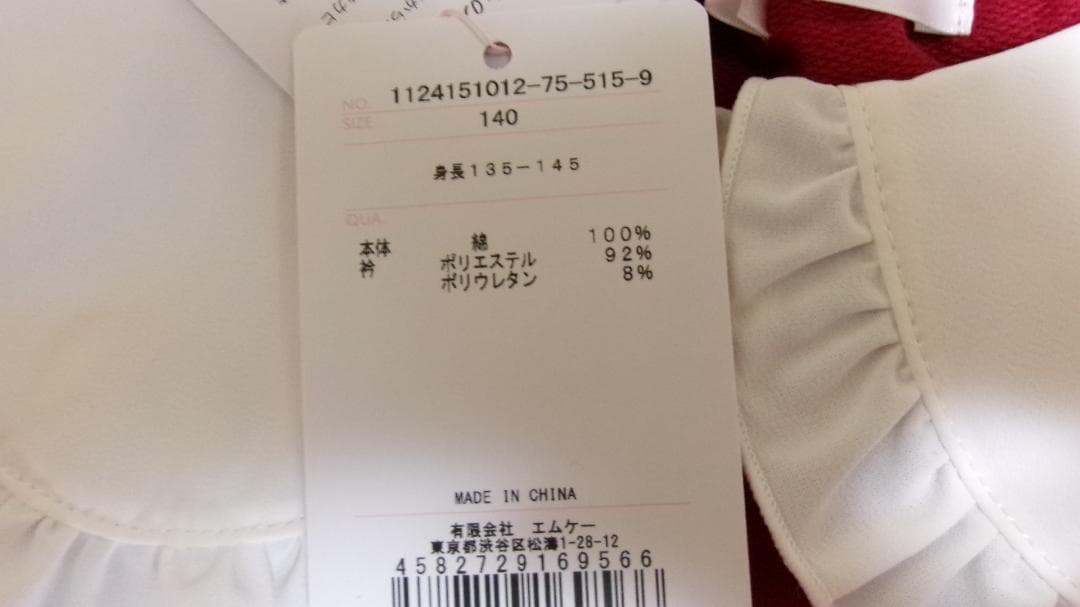 NO. 1124151012-75-515-9
SIZE 140
身長135-145
QUA.
本体 綿 100%
衿 ポリエステル 92%
ポリウレタン 8%
MADE IN CHINA
有限会社 エムケー
東京都渋谷区松濤1-28-12
4582729169566